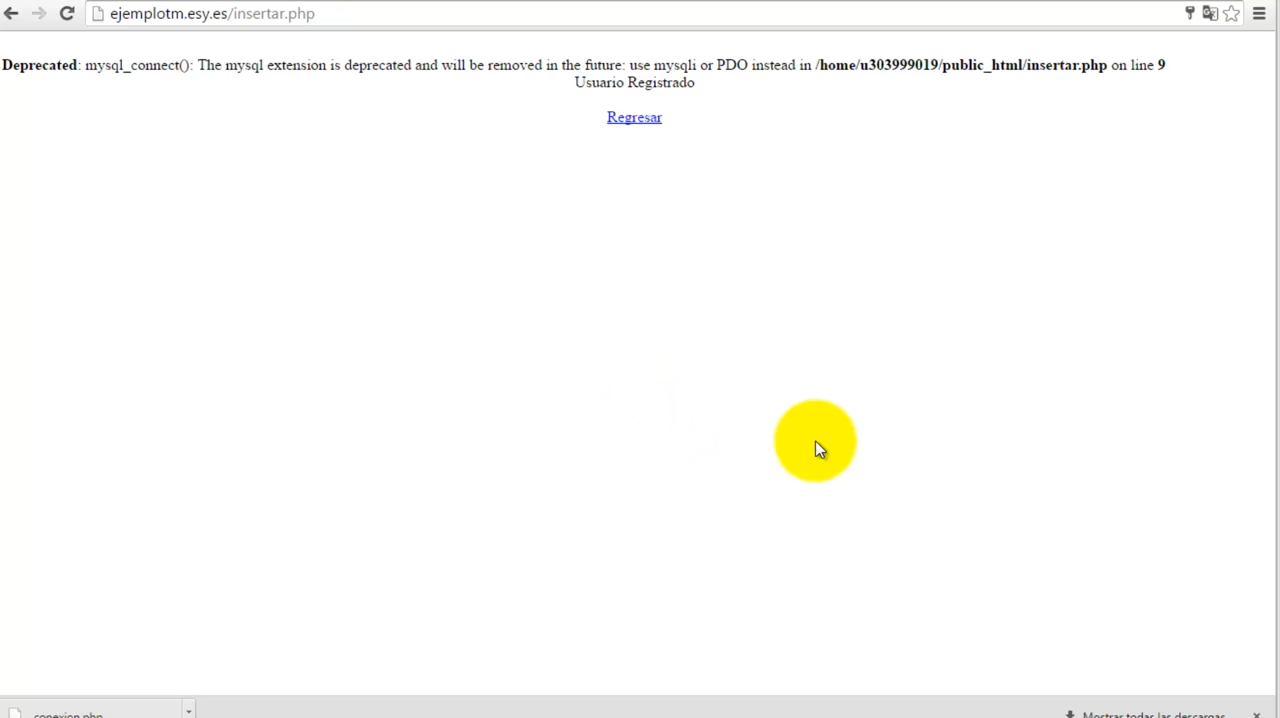 ejemplotm.esy.es/insertar.php
Deprecated: mysql_connect(): The mysql extension is deprecated and will be removed in the future: use mysqli or PDO instead in /home/u303999019/public_html/insertar.php on line 9
Usuario Registrado
Regresar
conexion.php
Mostrar todas las descargas